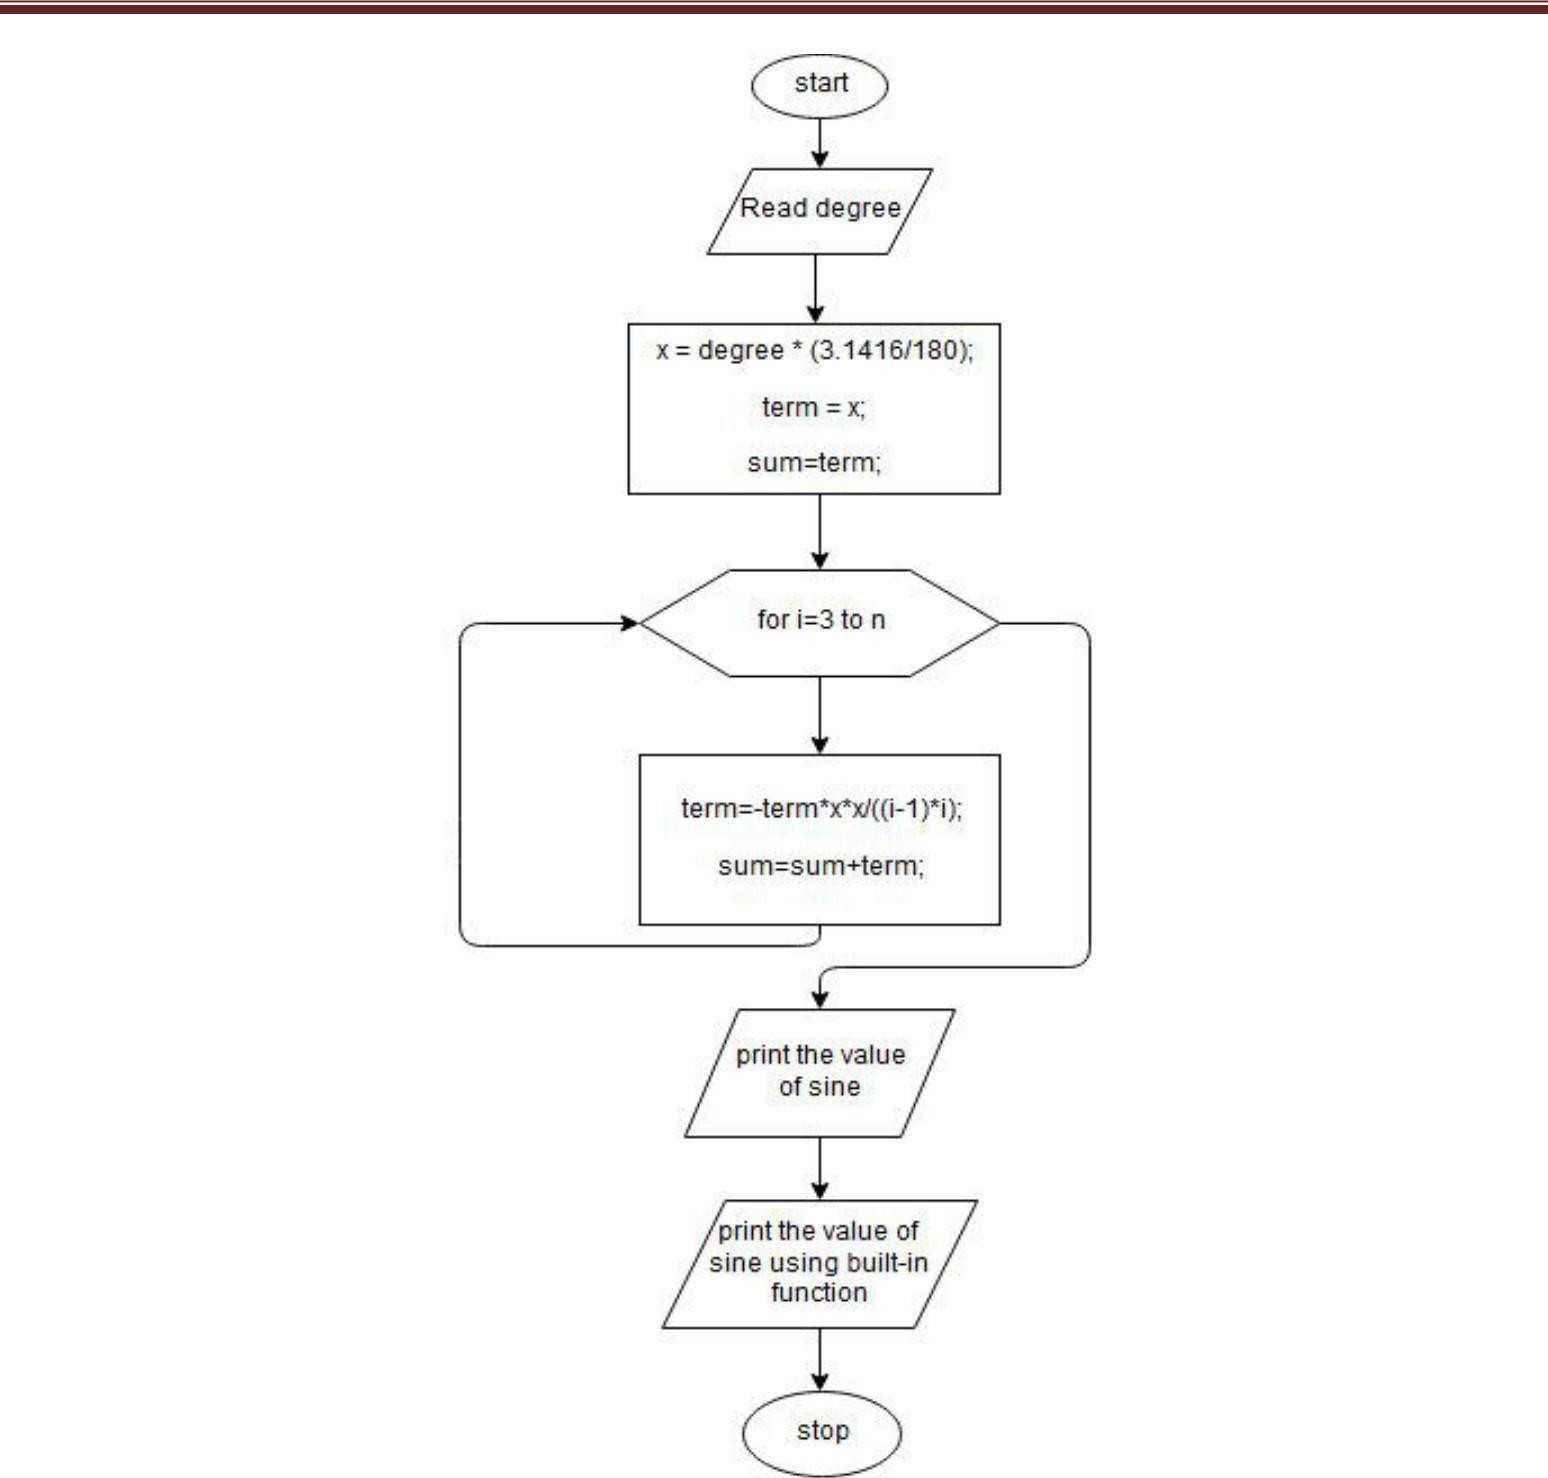 start
Read degree
x = degree * (3.1416/180);
term = x;
sum=term;
for i=3 to n
term=-term*x*x/((i-1)*i);
sum=sum+term;
print the value
of sine
print the value of
sine using built-in
function
stop